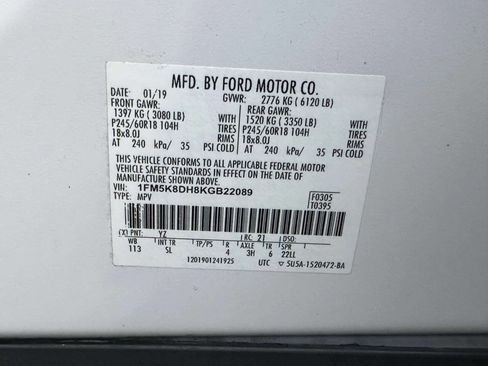 MFD. BY FORD MOTOR CO.
DATE: 01/19 GVWR: 2776 KG ( 6120 LB)
FRONT GAWR: REAR GAWR:
1397 KG ( 3080 LB) WITH 1520 KG ( 3350 LB) WITH
P245/60R18 104H TIRES P245/60R18 104H TIRES
18x8.0J RIMS 18x8.0J RIMS
AT 240 kPa/ 35 PSI COLD AT 240 kPa/ 35 PSI COLD
THIS VEHICLE CONFORMS TO ALL APPLICABLE FEDERAL MOTOR
VEHICLE SAFETY AND BUMPER STANDARDS IN EFFECT ON THE DATE OF
MANUFACTURE SHOWN ABOVE.
VIN: 1FM5K8DH8KGB22089 F0305
TYPE: MPV T0395
(X) PNT: YZ RC: 21 DSO:
WB INT TR TP/PS R AXLE TR SPR
113 SL 4 3H 6 22LL
1201901241925 UTC 5U5A-1520472-BA